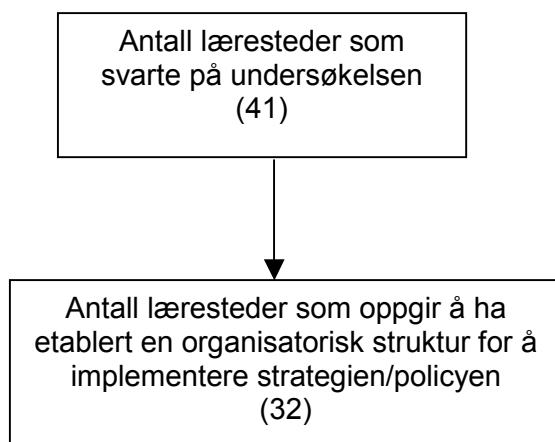 Antall læresteder som
svarte på undersøkelsen
(41)
Antall læresteder som oppgir å ha
etablert en organisatorisk struktur for å
implementere strategien/policyen
(32)